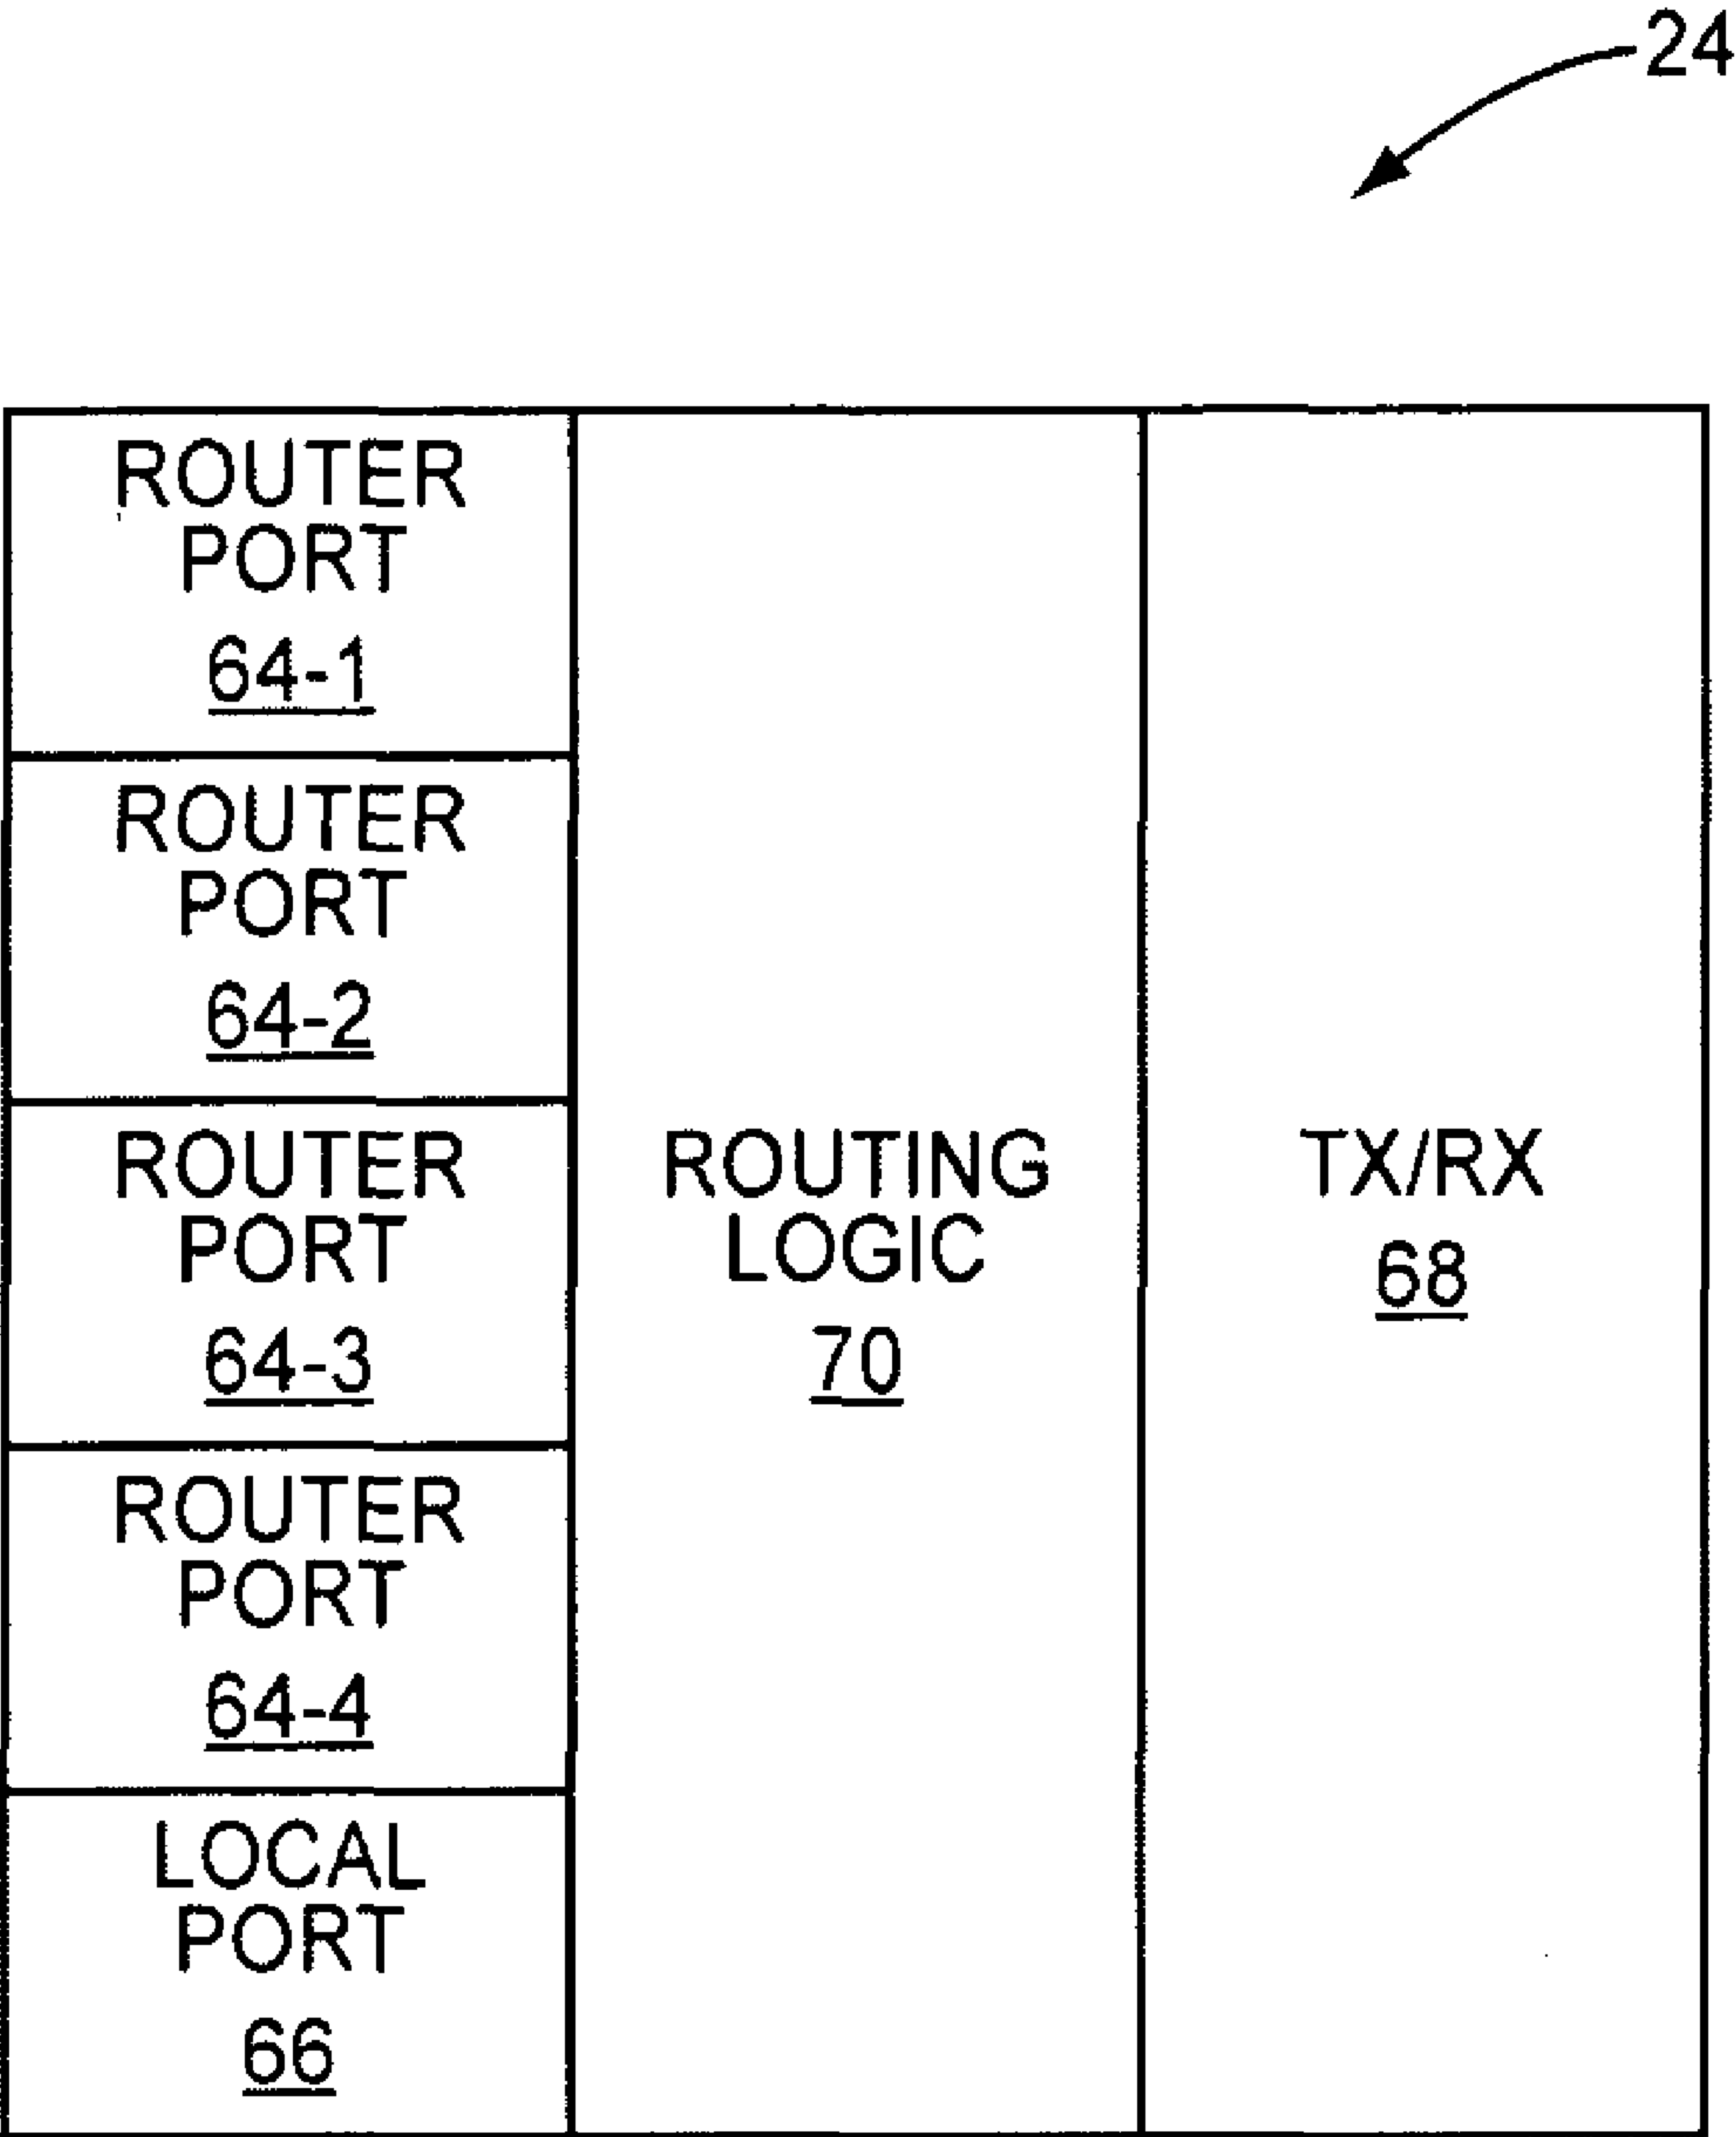 24
ROUTER
PORT
64-1
ROUTER
PORT
64-2
ROUTER
PORT
64-3
ROUTER
PORT
64-4
LOCAL
PORT
66
ROUTING
LOGIC
70
TX/RX
68